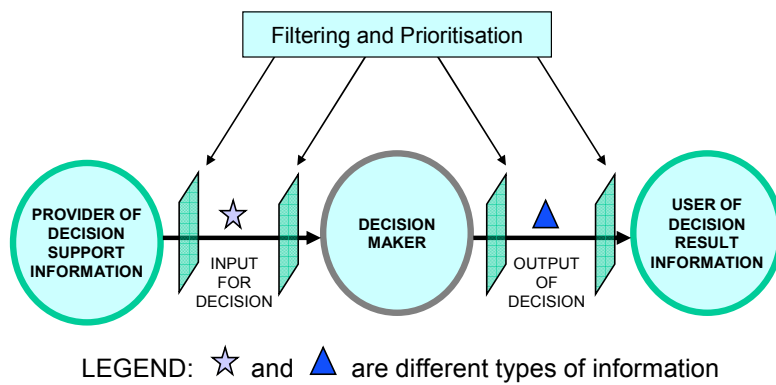 Filtering and Prioritisation
PROVIDER OF
DECISION
SUPPORT
INFORMATION
INPUT
FOR
DECISION
DECISION
MAKER
OUTPUT
OF
DECISION
USER OF
DECISION
RESULT
INFORMATION
LEGEND: and are different types of information